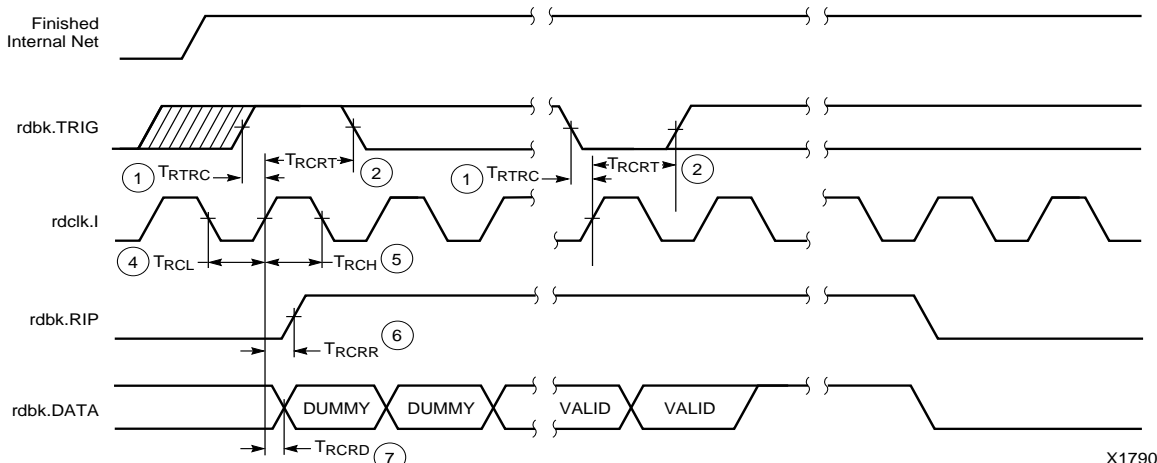 Finished
Internal Net
rdbk.TRIG
TRCRT
2
1
TRTRC
1
TRTRC
TRCRT
2
rdclk.I
4
TRCL
TRCH
5
rdbk.RIP
6
TRCRR
rdbk.DATA
DUMMY
DUMMY
VALID
VALID
TRCRD
7
X1790